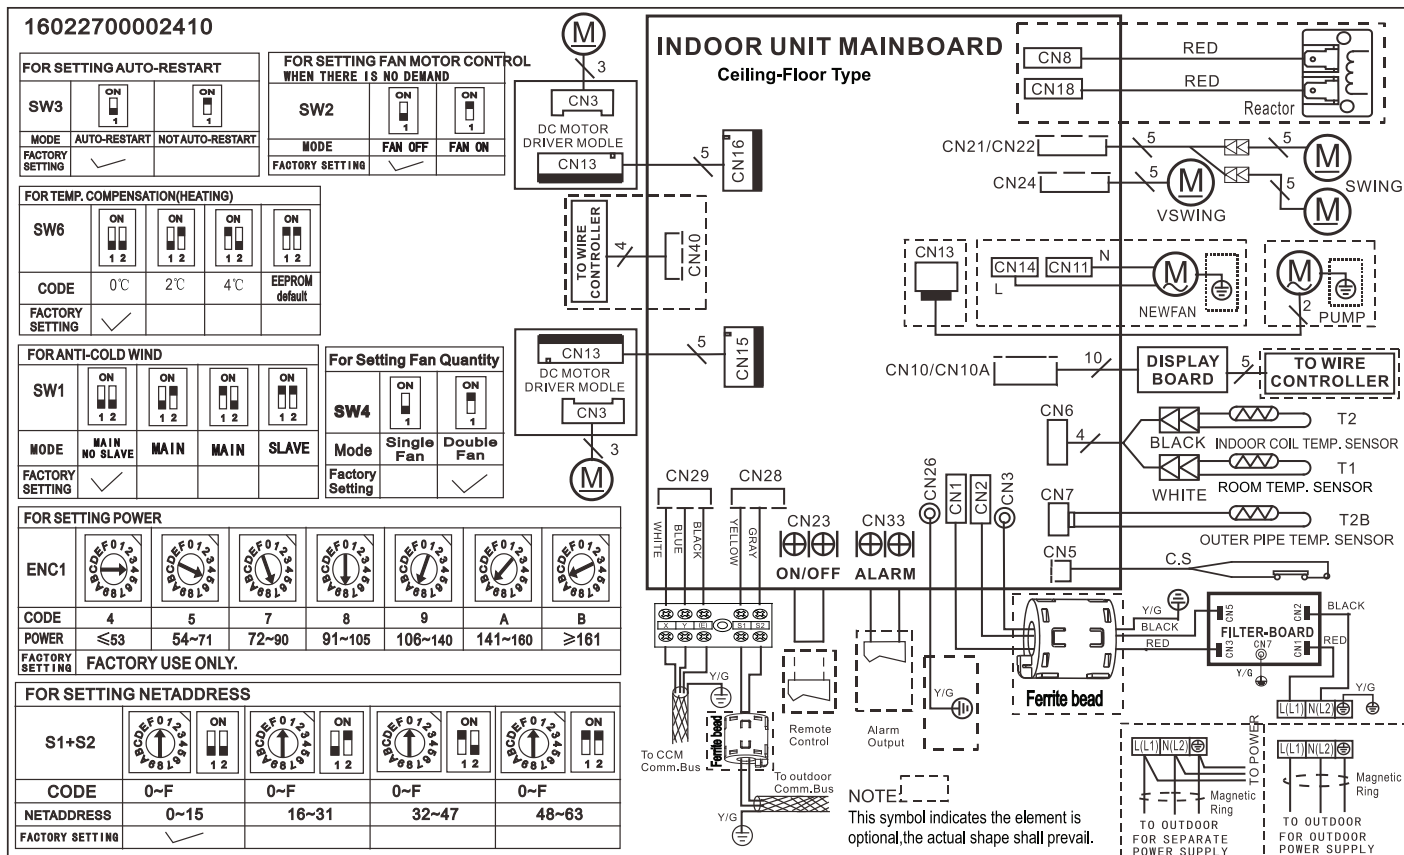 16022700002410
FOR SETTING AUTO-RESTART
SW3
ON
1
ON
1
MODE AUTO-RESTART NOT AUTO-RESTART
FACTORY
SETTING
FOR SETTING FAN MOTOR CONTROL
WHEN THERE IS NO DEMAND
SW2
ON
1
ON
1
MODE FAN OFF FAN ON
FACTORY SETTING
FOR TEMP. COMPENSATION(HEATING)
SW6
ON
1 2
ON
1 2
ON
1 2
ON
1 2
CODE 0℃ 2℃ 4℃ EEPROM
default
FACTORY
SETTING
FOR ANTI-COLD WIND
SW1
ON
1 2
ON
1 2
ON
1 2
ON
1 2
MODE MAIN
NO SLAVE MAIN MAIN SLAVE
FACTORY
SETTING
For Setting Fan Quantity
SW4
ON
1
ON
1
Mode Single
Fan Double
Fan
Factory
Setting
FOR SETTING POWER
ENC1
0123456789ABCDEF
0123456789ABCDEF
0123456789ABCDEF
0123456789ABCDEF
0123456789ABCDEF
0123456789ABCDEF
0123456789ABCDEF
CODE 4 5 7 8 9 A B
POWER ≤53 54~71 72~90 91~105 106~140 141~160 ≥161
FACTORY
SETTING FACTORY USE ONLY.
FOR SETTING NETADDRESS
S1+S2
0123456789ABCDEF
ON
1 2
0123456789ABCDEF
ON
1 2
0123456789ABCDEF
ON
1 2
0123456789ABCDEF
ON
1 2
CODE 0~F 0~F 0~F 0~F
NETADDRESS 0~15 16~31 32~47 48~63
FACTORY SETTING
M
3
CN3
DC MOTOR
DRIVER MODLE
CN13
5
CN16
TO WIRE
CONTROLLER
4
CN40
CN13
DC MOTOR
DRIVER MODLE
CN3
5
CN15
3
M
INDOOR UNIT MAINBOARD
Ceiling-Floor Type
CN8
RED
CN18
RED
Reactor
CN21/CN22
5
5
M
5
M
SWING
CN24
5
M
VSWING
CN13
CN14
CN11
N
L
M
NEWFAN
M
2
PUMP
CN10/CN10A
10
DISPLAY
BOARD
5
TO WIRE
CONTROLLER
CN6
4
T2
BLACK INDOOR COIL TEMP. SENSOR
T1
WHITE ROOM TEMP. SENSOR
CN7
T2B
OUTER PIPE TEMP. SENSOR
CN5
C.S
CN29
CN28
WHITE
BLUE
BLACK
YELLOW
GRAY
CN23
ON/OFF
CN33
ALARM
CN26
CN1
CN2
CN3
X Y (E) S1 S2
Y/G
To CCM
Comm.Bus
Ferrite bead
Y/G
To outdoor
Comm.Bus
Remote
Control
Alarm
Output
Y/G
Ferrite bead
Y/G
BLACK
RED
CN5
CN2
FILTER-BOARD
CN3
CN7
CN1
Y/G
BLACK
RED
Y/G
L(L1) N(L2)
L(L1) N(L2)
TO POWER
Magnetic
Ring
TO OUTDOOR
FOR SEPARATE
POWER SUPPLY
L(L1) N(L2)
Magnetic
Ring
TO OUTDOOR
FOR OUTDOOR
POWER SUPPLY
NOTE:
This symbol indicates the element is
optional,the actual shape shall prevail.